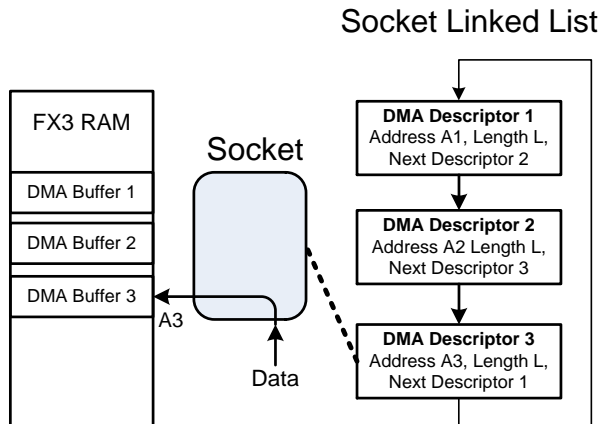 Socket Linked List
FX3 RAM
DMA Buffer 1
DMA Buffer 2
DMA Buffer 3
Socket
A3
Data
DMA Descriptor 1
Address A1, Length L,
Next Descriptor 2
DMA Descriptor 2
Address A2 Length L,
Next Descriptor 3
DMA Descriptor 3
Address A3, Length L,
Next Descriptor 1